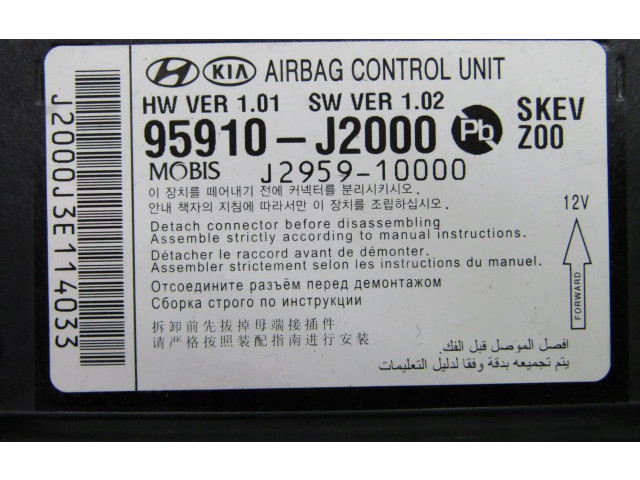 KIA AIRBAG CONTROL UNIT
HW VER 1.01 SW VER 1.02
95910-J2000 Pb SKEV
Z00
MOBIS J2959-10000
이 장치를 떼어내기 전에 커넥터를 분리시키시오.
안내 책자의 지침에 따라서만 이 장치를 조립하십시오.
Detach connector before disassembling
Assemble strictly according to manual instructions.
Détacher le raccord avant de démonter.
Assembler strictement selon les instructions du manuel.
Отсоедините разъём перед демонтажом
Сборка строго по инструкции
拆卸前先拔掉母端接插件
请严格按照装配指南进行安装
12V
FORWARD
افصل الموصل قبل الفك.
يتم تجميعه بدقة وفقا لدليل التعليمات
J2000J3E114033